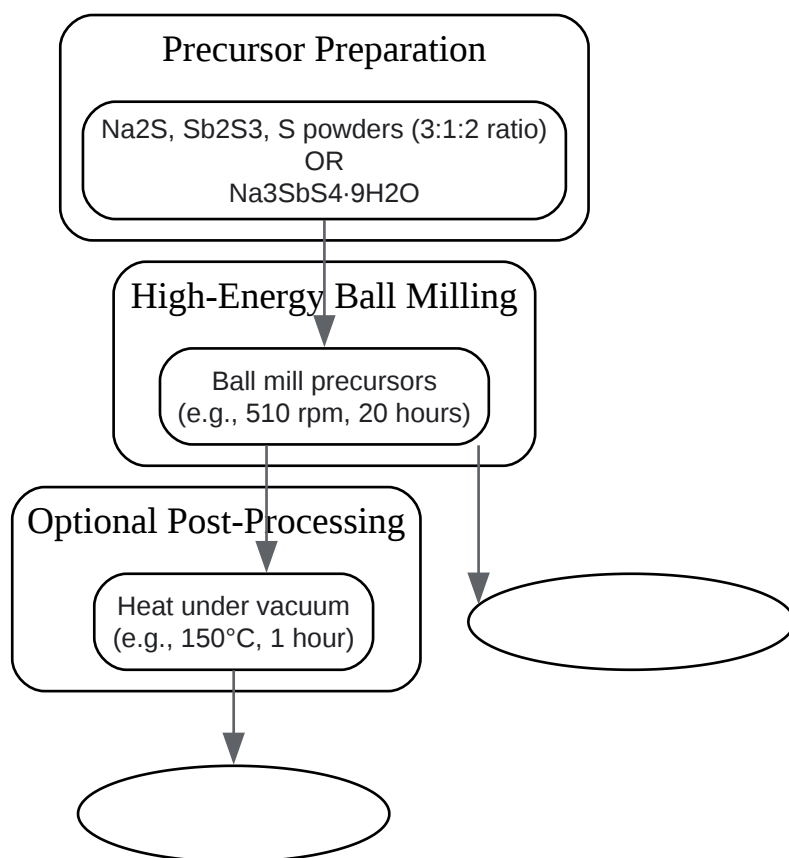 Precursor Preparation
Na2S, Sb2S3, S powders (3:1:2 ratio)
OR
Na3SbS4·9H2O
High-Energy Ball Milling
Ball mill precursors
(e.g., 510 rpm, 20 hours)
Optional Post-Processing
Heat under vacuum
(e.g., 150°C, 1 hour)